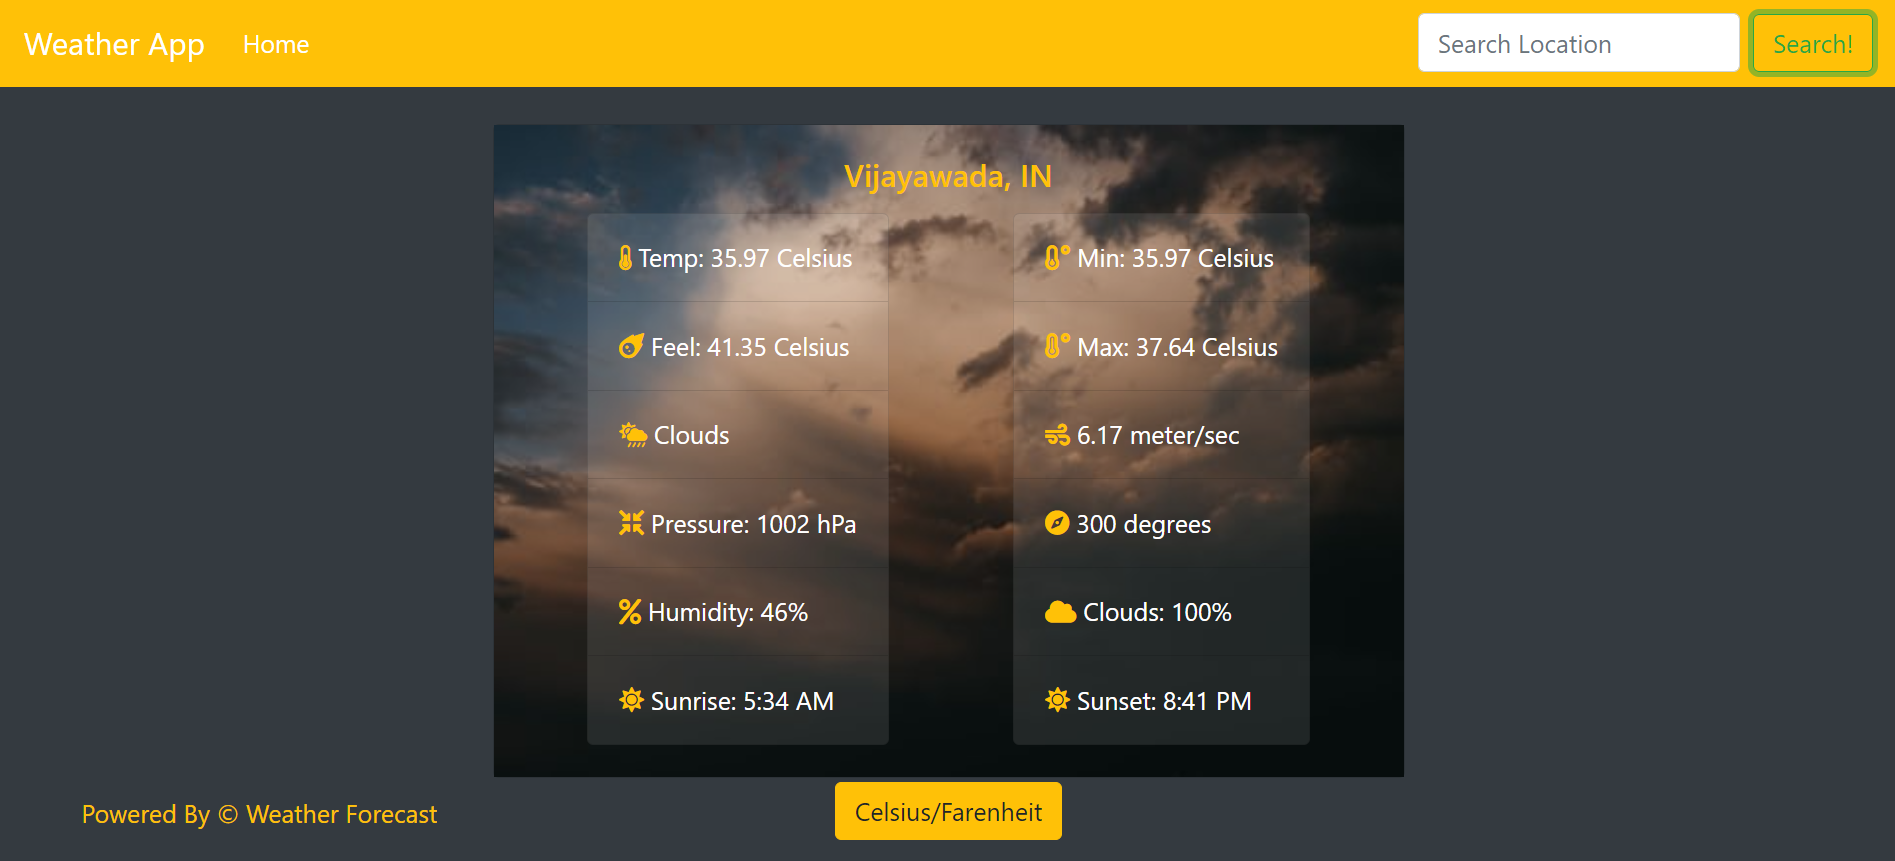 Weather App
Home
Search Location
Search!
Vijayawada, IN
Temp: 35.97 Celsius
Feel: 41.35 Celsius
Clouds
Pressure: 1002 hPa
Humidity: 46%
Sunrise: 5:34 AM
Min: 35.97 Celsius
Max: 37.64 Celsius
6.17 meter/sec
300 degrees
Clouds: 100%
Sunset: 8:41 PM
Powered By © Weather Forecast
Celsius/Farenheit